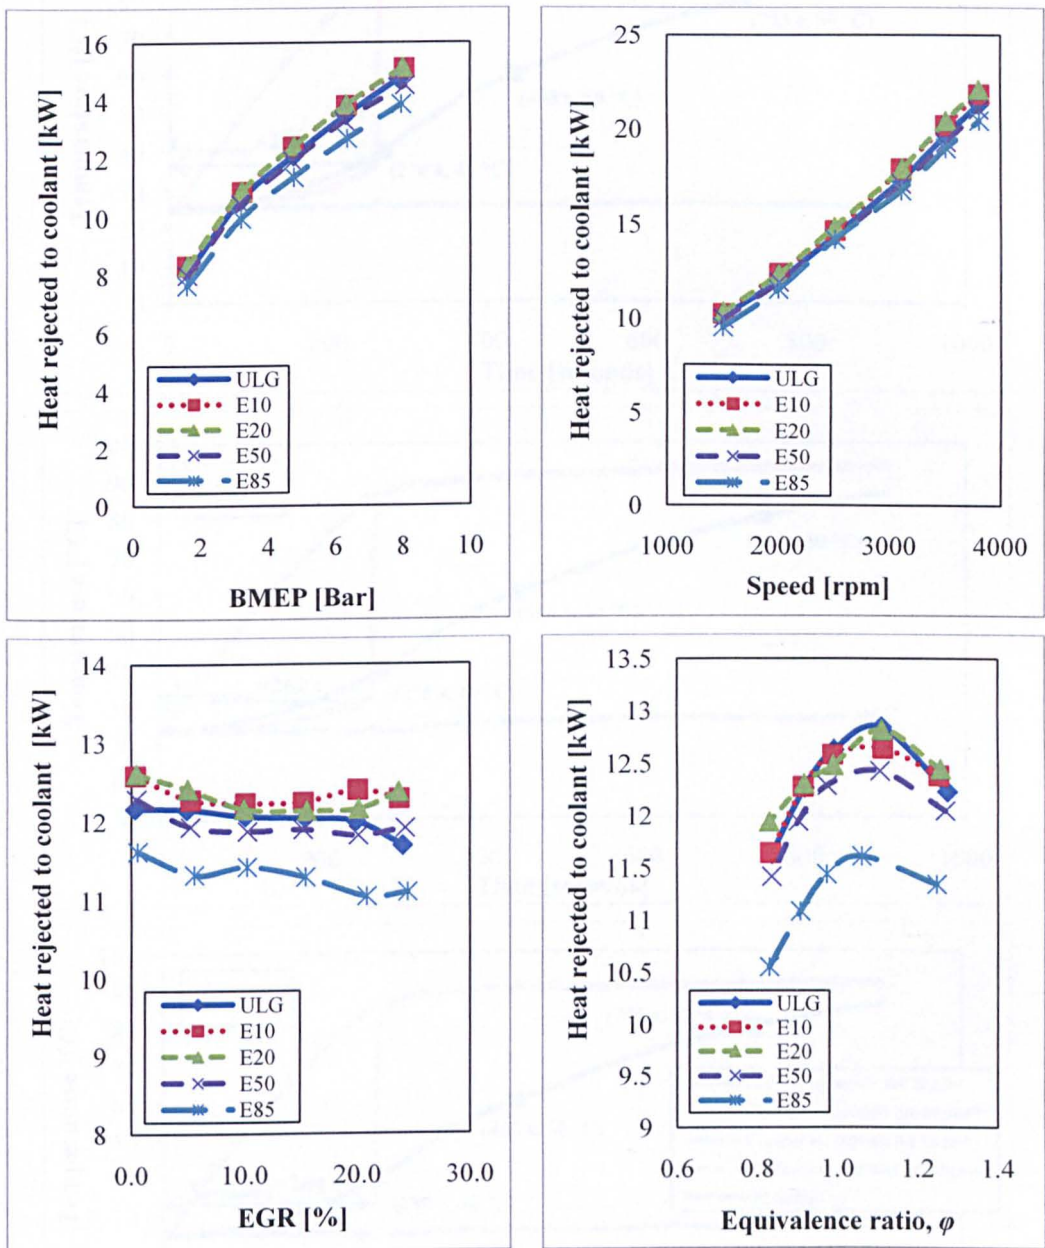 Heat rejected to coolant [kW]
16
14
12
10
8
6
4
2
0
ULG
E10
E20
E50
E85
0 2 4 6 8 10
BMEP [Bar]
Heat rejected to coolant [kW]
25
20
15
10
5
0
ULG
E10
E20
E50
E85
1000 2000 3000 4000
Speed [rpm]
Heat rejected to coolant [kW]
14
13
12
11
10
9
8
ULG
E10
E20
E50
E85
0.0 10.0 20.0 30.0
EGR [%]
Heat rejected to coolant [kW]
13.5
13
12.5
12
11.5
11
10.5
10
9.5
9
ULG
E10
E20
E50
E85
0.6 0.8 1.0 1.2 1.4
Equivalence ratio, φ